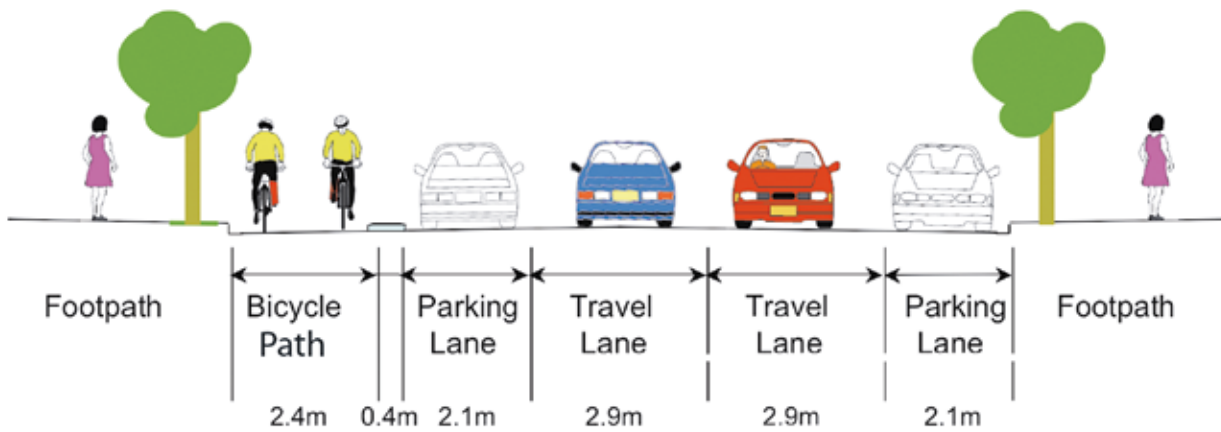 Footpath
Bicycle
Path
Parking
Lane
Travel
Lane
Travel
Lane
Parking
Lane
Footpath
2.4m
0.4m
2.1m
2.9m
2.9m
2.1m